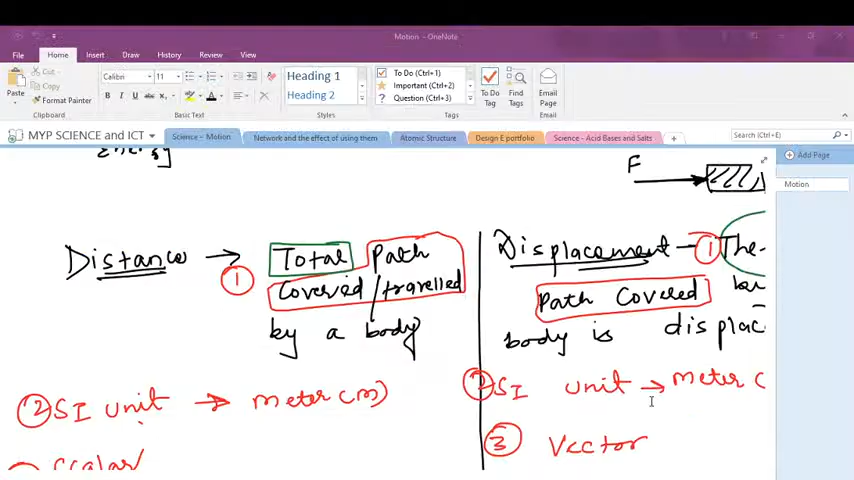 Motion - OneNote
File Home Insert Draw History Review View
Paste
Cut
Copy
Format Painter
Clipboard
Calibri 11
B I U
Basic Text
Heading 1
Heading 2
Styles
To Do (Ctrl+1)
Important (Ctrl+2)
Question (Ctrl+3)
To Do Tag
Find Tags
Tags
Email Page
Email
MYP SCIENCE and ICT
Science – Motion
Network and the effect of using them
Atomic Structure
Design E portfolio
Science - Acid Bases and Salts
Search (Ctrl+E)
Add Page
Motion
Energy
F
Distance → Total Path
① Covered/travelled
by a body
② SI unit → meter (m)
Scalar
Displacement — ① The
Path Covered
body is displac
② SI unit → meter (
③ Vector